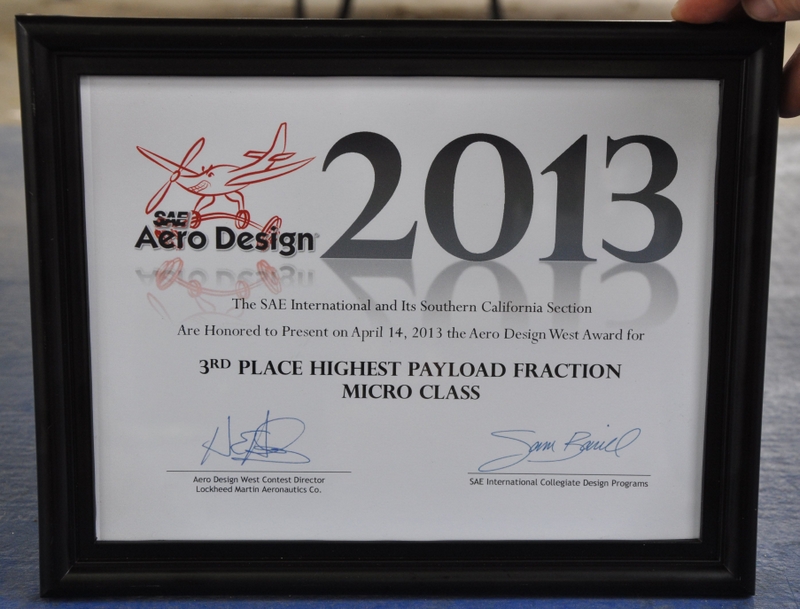 2013
SAE
Aero Design
The SAE International and Its Southern California Section
Are Honored to Present on April 14, 2013 the Aero Design West Award for
3RD PLACE HIGHEST PAYLOAD FRACTION
MICRO CLASS
Aero Design West Contest Director
Lockheed Martin Aeronautics Co.
SAE International Collegiate Design Programs